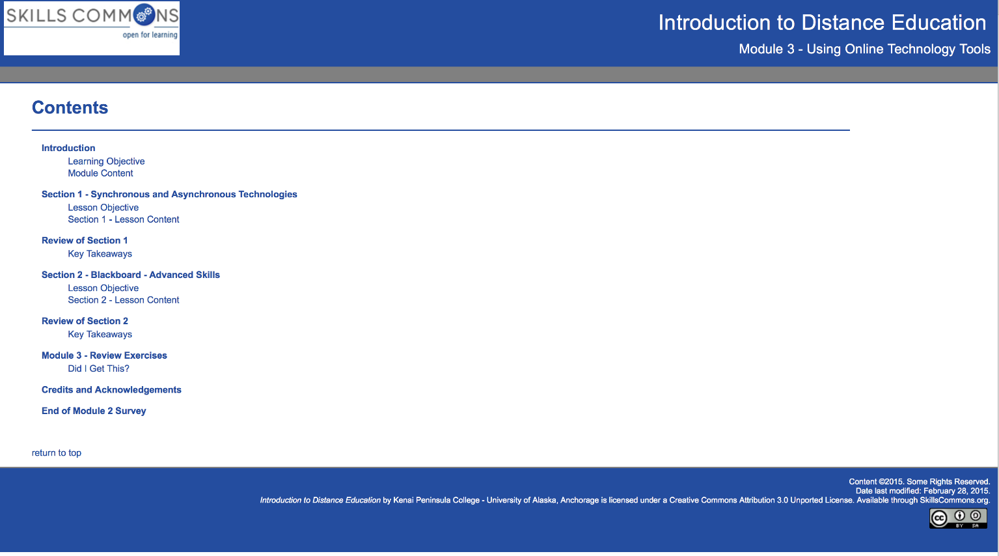 SKILLS COMMONS
open for learning
Introduction to Distance Education
Module 3 - Using Online Technology Tools
Contents
Introduction
Learning Objective
Module Content
Section 1 - Synchronous and Asynchronous Technologies
Lesson Objective
Section 1 - Lesson Content
Review of Section 1
Key Takeaways
Section 2 - Blackboard - Advanced Skills
Lesson Objective
Section 2 - Lesson Content
Review of Section 2
Key Takeaways
Module 3 - Review Exercises
Did I Get This?
Credits and Acknowledgements
End of Module 2 Survey
return to top
Content ©2015. Some Rights Reserved.
Date last modified: February 28, 2015.
Introduction to Distance Education by Kenai Peninsula College - University of Alaska, Anchorage is licensed under a Creative Commons Attribution 3.0 Unported License. Available through SkillsCommons.org.
cc BY SA